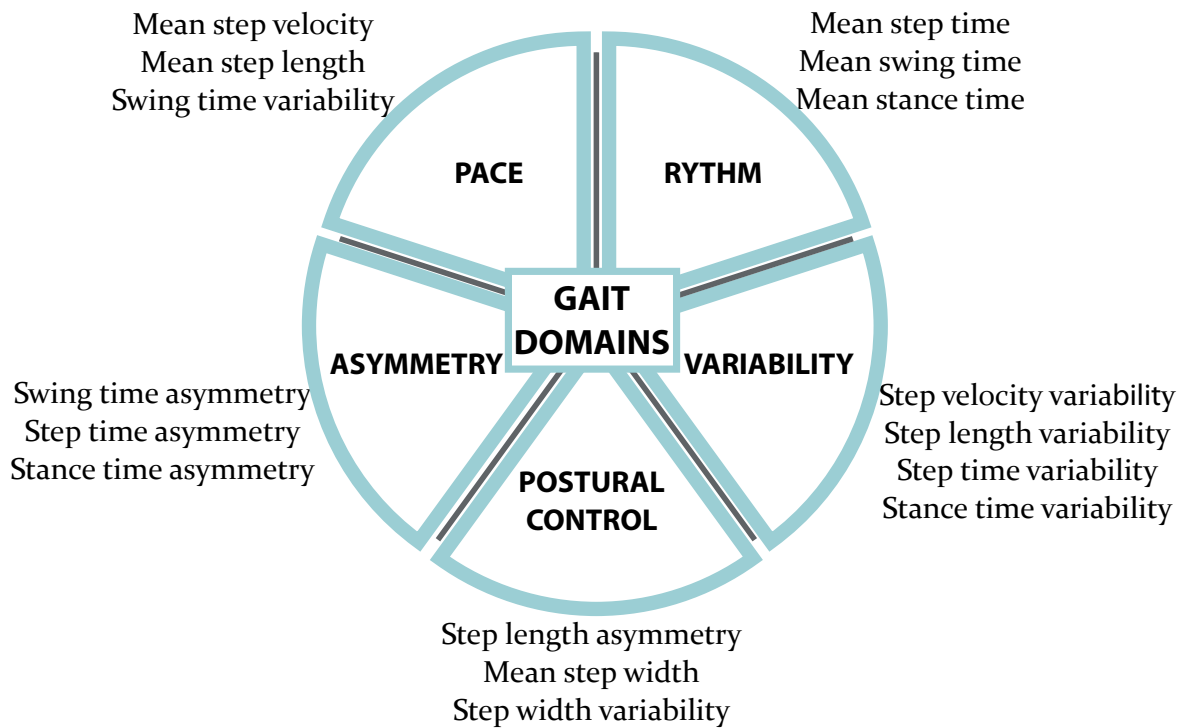 Mean step velocity
Mean step length
Swing time variability
Mean step time
Mean swing time
Mean stance time
PACE
RYTHM
GAIT
DOMAINS
ASYMMETRY
VARIABILITY
Swing time asymmetry
Step time asymmetry
Stance time asymmetry
Step velocity variability
Step length variability
Step time variability
Stance time variability
POSTURAL
CONTROL
Step length asymmetry
Mean step width
Step width variability